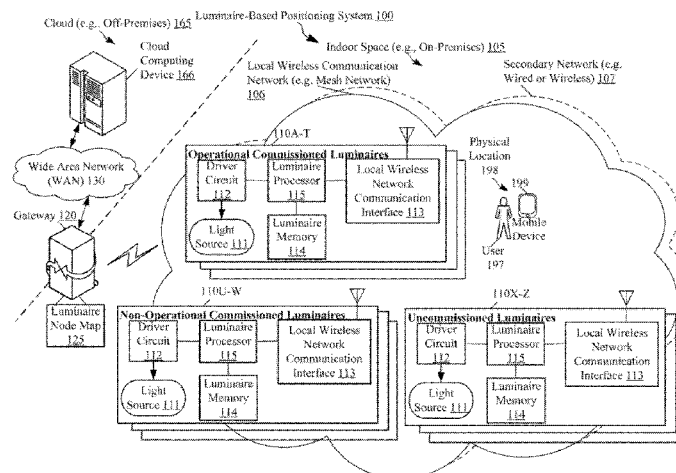 Luminaire-Based Positioning System 100
Cloud (e.g., Off-Premises) 165
Cloud
Computing
Device 166
Indoor Space (e.g., On-Premises) 105
Local Wireless Communication
Network (e.g. Mesh Network)
106
Secondary Network (e.g.
Wired or Wireless) 107
Wide Area Network
(WAN) 130
Gateway 120
Luminaire
Node Map
125
110A-T
Operational Commissioned Luminaires
Driver
Circuit
112
Luminaire
Processor
115
Local Wireless
Network
Communication
Interface 113
Light
Source 111
Luminaire
Memory
114
Physical
Location
198
199
Mobile
Device
User
197
110U-W
Non-Operational Commissioned Luminaires
Driver
Circuit
112
Luminaire
Processor
115
Local Wireless
Network
Communication
Interface 113
Light
Source 111
Luminaire
Memory
114
110X-Z
Uncommissioned Luminaires
Driver
Circuit
112
Luminaire
Processor
115
Local Wireless
Network
Communication
Interface 113
Light
Source 111
Luminaire
Memory
114